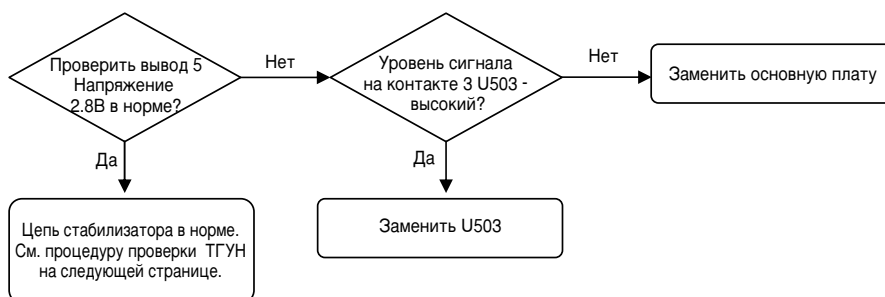 Проверить вывод 5
Напряжение
2.8В в норме?
Нет
Уровень сигнала
на контакте 3 U503 -
высокий?
Нет
Заменить основную плату
Да
Да
Цепь стабилизатора в норме.
См. процедуру проверки ТГУН
на следующей странице.
Заменить U503